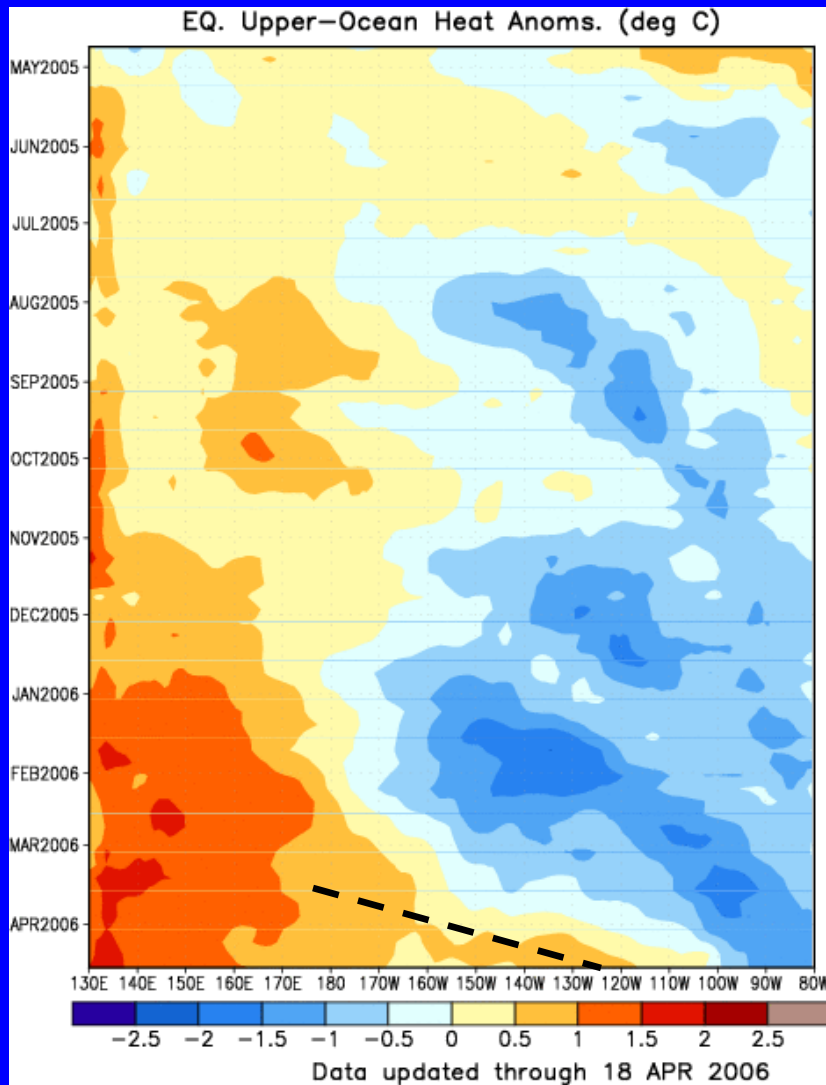 EQ. Upper-Ocean Heat Anoms. (deg C)
MAY2005
JUN2005
JUL2005
AUG2005
SEP2005
OCT2005
NOV2005
DEC2005
JAN2006
FEB2006
MAR2006
APR2006
130E 140E 150E 160E 170E 180 170W 160W 150W 140W 130W 120W 110W 100W 90W 80W
-2.5 -2 -1.5 -1 -0.5 0 0.5 1 1.5 2 2.5
Data updated through 18 APR 2006